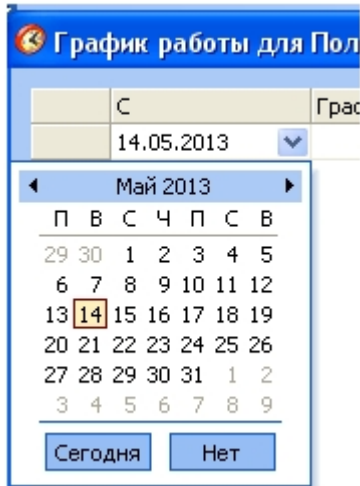 График работы для Пол
С Граф
14.05.2013
Май 2013
П В С Ч П С В
29 30 1 2 3 4 5
6 7 8 9 10 11 12
13 14 15 16 17 18 19
20 21 22 23 24 25 26
27 28 29 30 31 1 2
3 4 5 6 7 8 9
Сегодня Нет